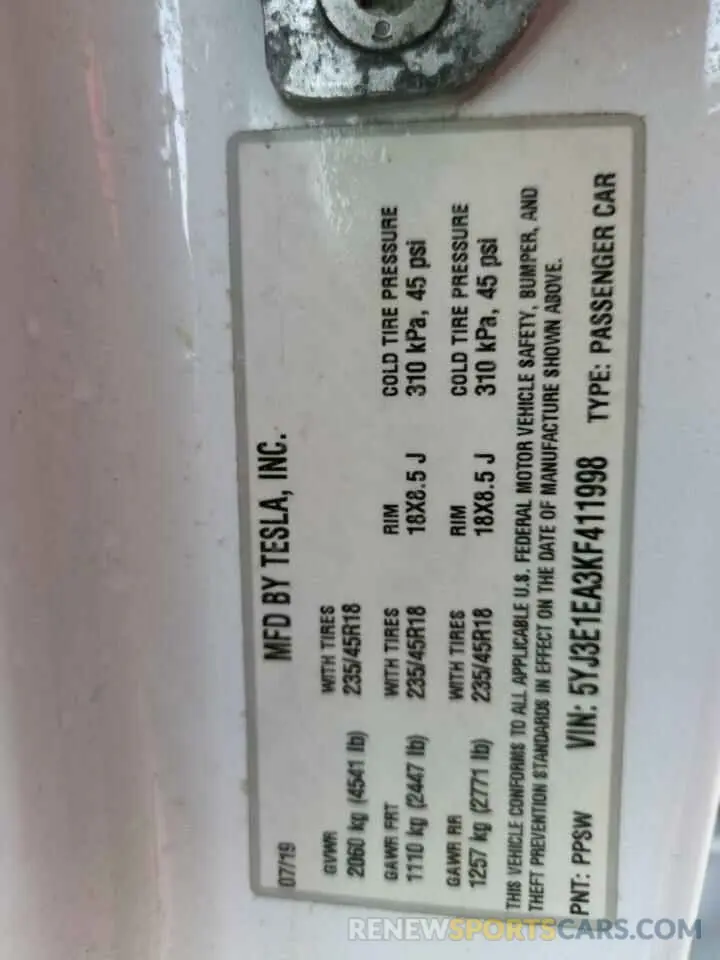 07/19 MFD BY TESLA, INC.
GVWR WITH TIRES
2060 kg (4541 lb) 235/45R18
GAWR FRT WITH TIRES RIM COLD TIRE PRESSURE
1110 kg (2447 lb) 235/45R18 18X8.5 J 310 kPa, 45 psi
GAWR RR WITH TIRES RIM COLD TIRE PRESSURE
1257 kg (2771 lb) 235/45R18 18X8.5 J 310 kPa, 45 psi
THIS VEHICLE CONFORMS TO ALL APPLICABLE U.S. FEDERAL MOTOR VEHICLE SAFETY, BUMPER, AND
THEFT PREVENTION STANDARDS IN EFFECT ON THE DATE OF MANUFACTURE SHOWN ABOVE.
PNT: PPSW VIN: 5YJ3E1EA3KF411998 TYPE: PASSENGER CAR
RENEWSPORTSCARS.COM